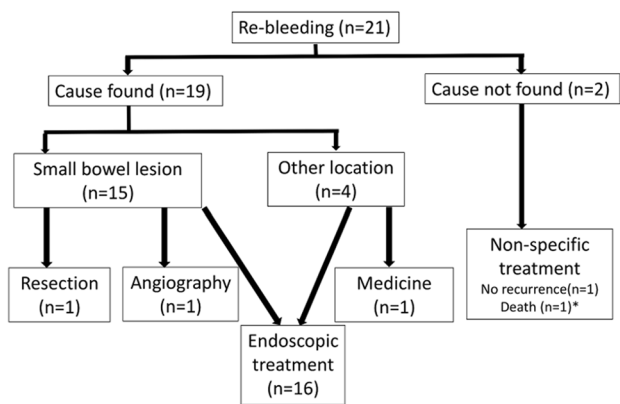 Re-bleeding (n=21)
Cause found (n=19)
Cause not found (n=2)
Small bowel lesion
(n=15)
Other location
(n=4)
Resection
(n=1)
Angiography
(n=1)
Medicine
(n=1)
Non-specific
treatment
No recurrence(n=1)
Death (n=1)*
Endoscopic
treatment
(n=16)